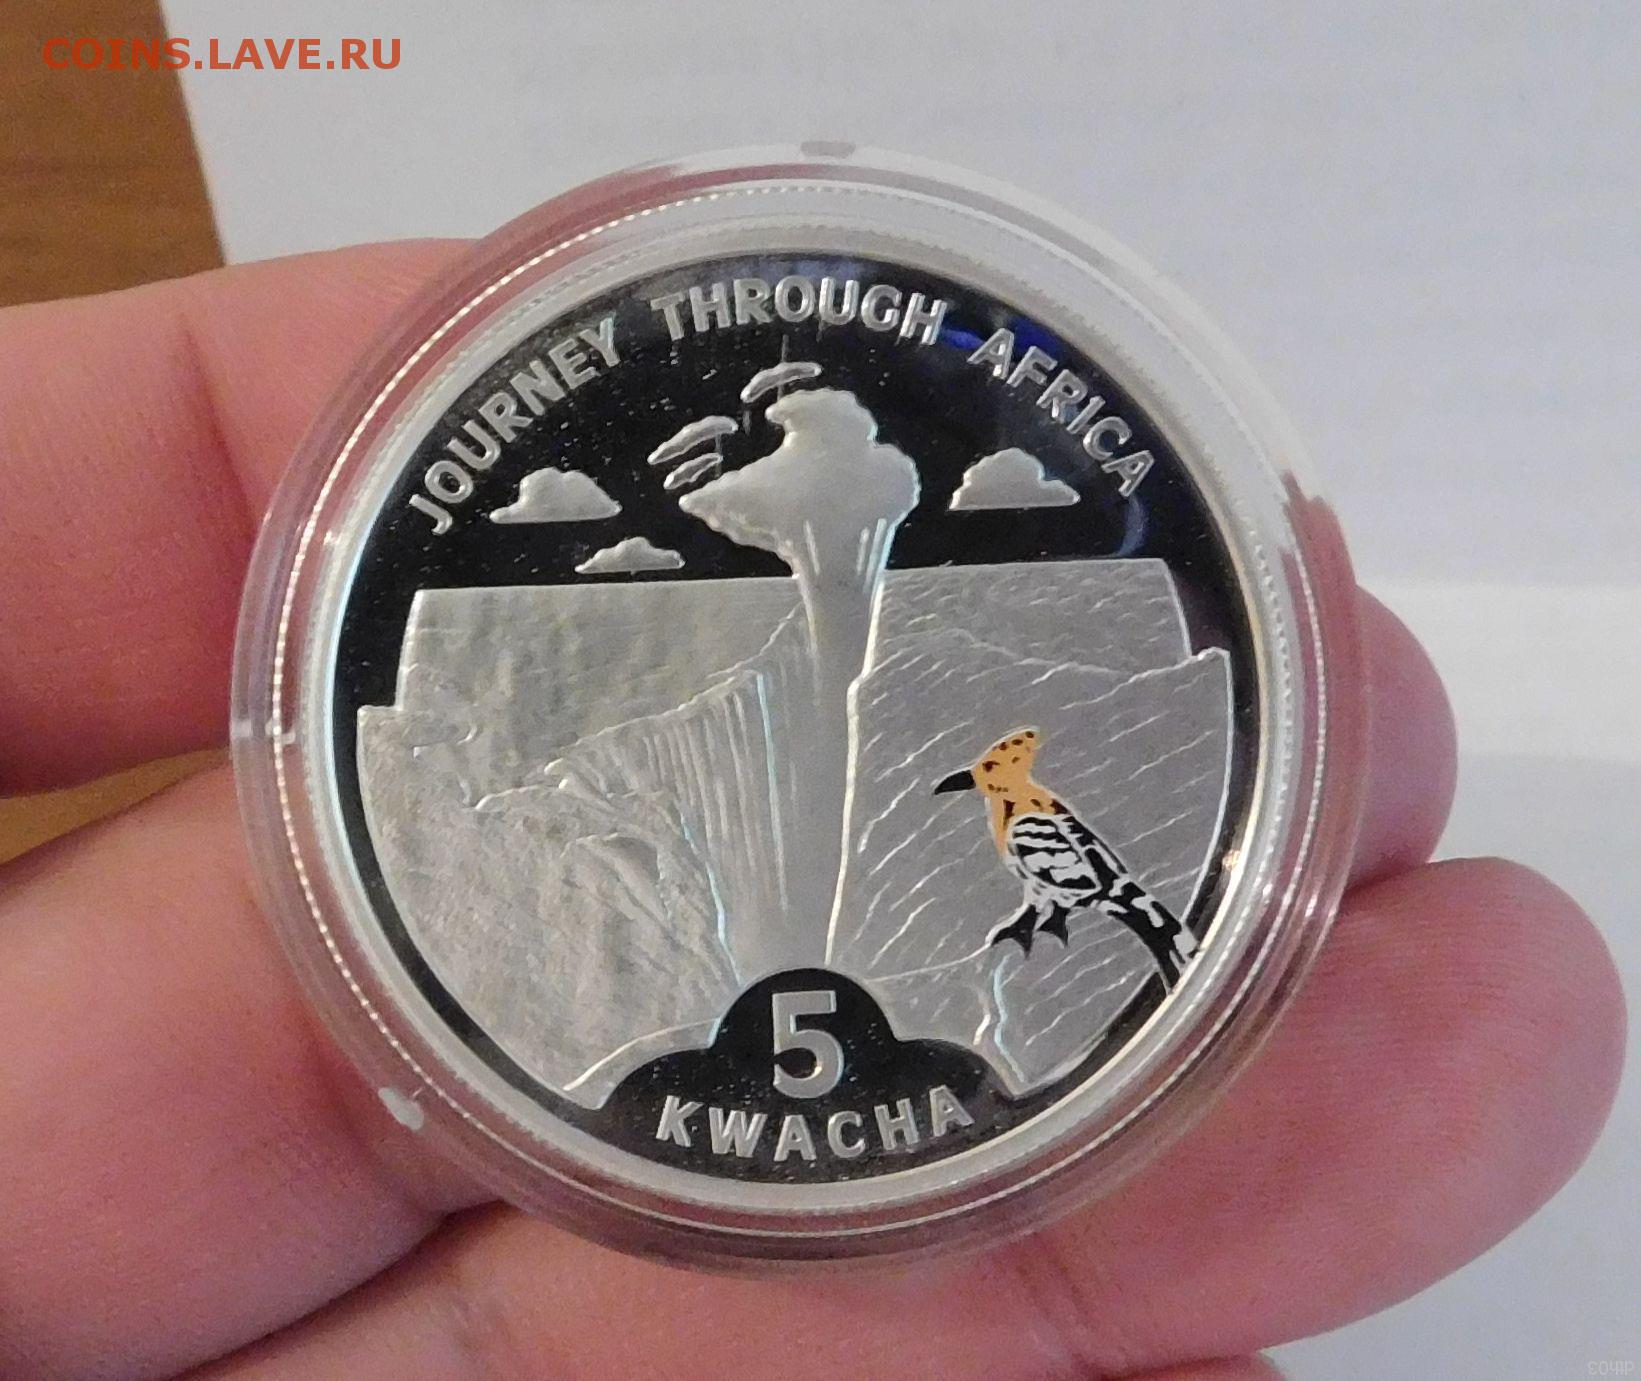 COINS.LAVE.RU
JOURNEY THROUGH AFRICA
5
KWACHA